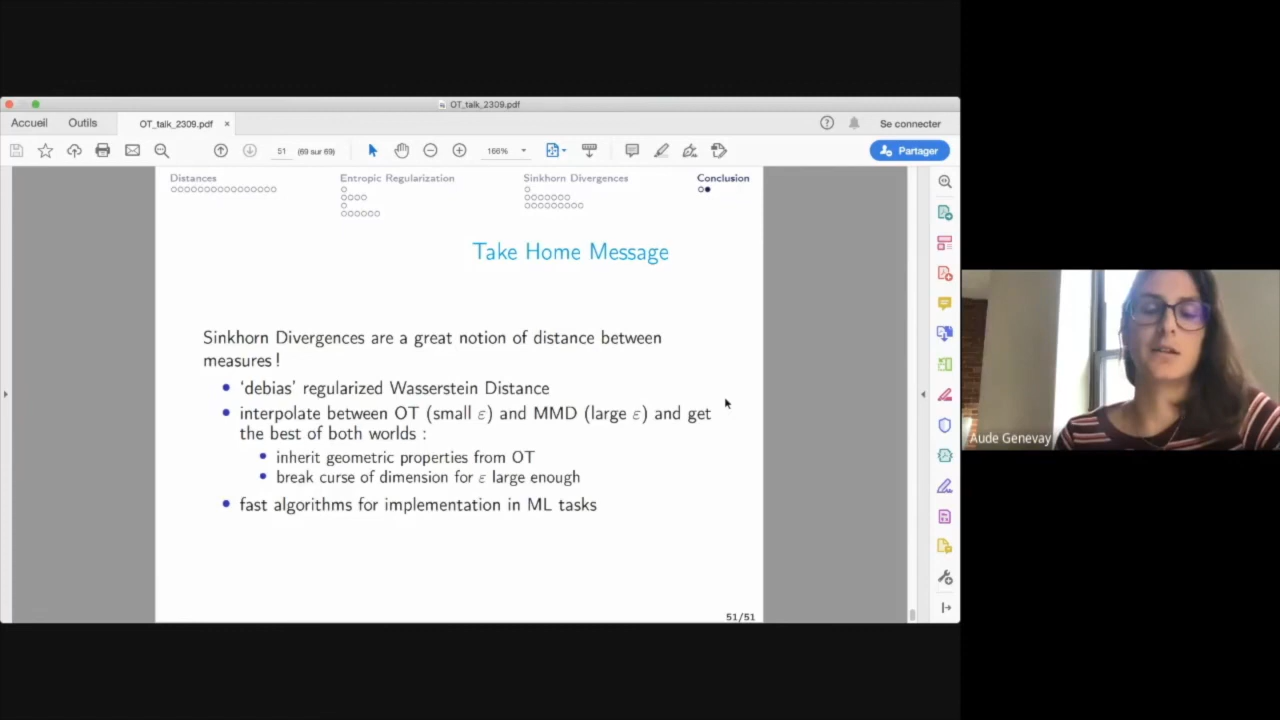 OT_talk_2309.pdf
Accueil Outils OT_talk_2309.pdf × Se connecter
51 (69 sur 69) 166% Partager
Distances Entropic Regularization Sinkhorn Divergences Conclusion
Take Home Message
Sinkhorn Divergences are a great notion of distance between
measures !
• ‘debias’ regularized Wasserstein Distance
• interpolate between OT (small ε) and MMD (large ε) and get
the best of both worlds :
• inherit geometric properties from OT
• break curse of dimension for ε large enough
• fast algorithms for implementation in ML tasks
51/51
Aude Genevay